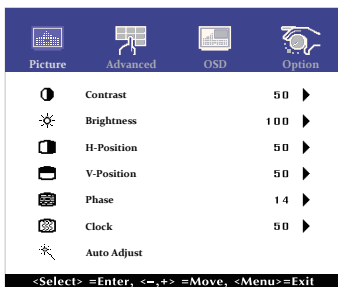 Picture Advanced OSD Option
Contrast 50
Brightness 100
H-Position 50
V-Position 50
Phase 14
Clock 50
Auto Adjust
<Select> =Enter, <–,+> =Move, <Menu>=Exit